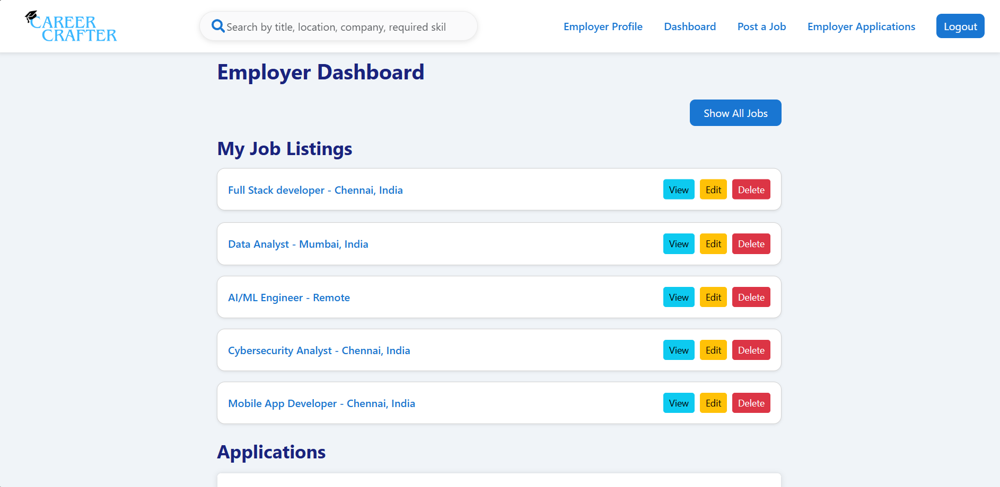 CAREER
CRAFTER
Search by title, location, company, required skil
Employer Profile
Dashboard
Post a Job
Employer Applications
Logout
Employer Dashboard
Show All Jobs
My Job Listings
Full Stack developer - Chennai, India
View Edit Delete
Data Analyst - Mumbai, India
View Edit Delete
AI/ML Engineer - Remote
View Edit Delete
Cybersecurity Analyst - Chennai, India
View Edit Delete
Mobile App Developer - Chennai, India
View Edit Delete
Applications